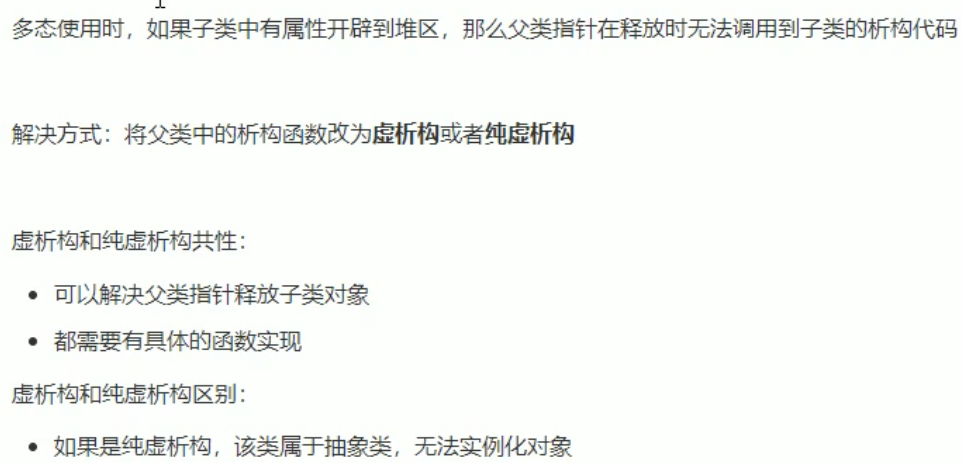 多态使用时，如果子类中有属性开辟到堆区，那么父类指针在释放时无法调用到子类的析构代码
解决方式：将父类中的析构函数改为虚析构或者纯虚析构
虚析构和纯虚析构共性：
• 可以解决父类指针释放子类对象
• 都需要有具体的函数实现
虚析构和纯虚析构区别：
• 如果是纯虚析构，该类属于抽象类，无法实例化对象